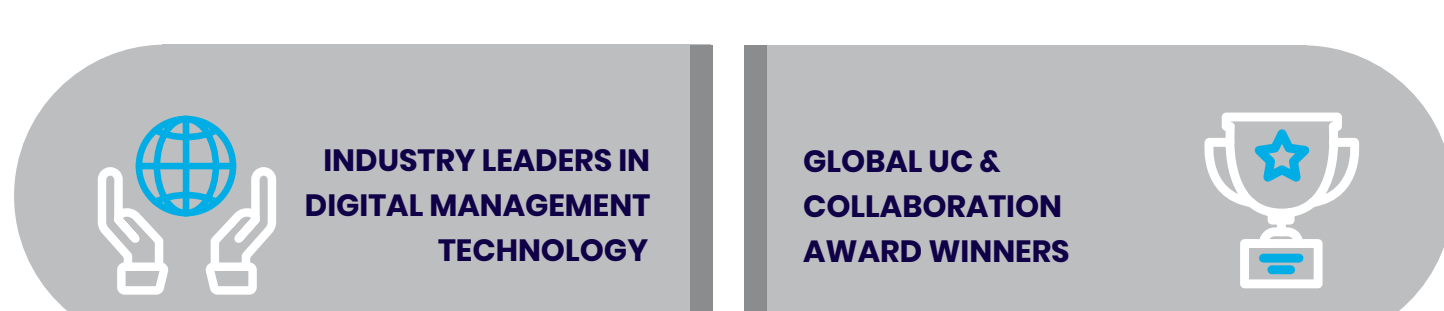 INDUSTRY LEADERS IN
DIGITAL MANAGEMENT
TECHNOLOGY
GLOBAL UC &
COLLABORATION
AWARD WINNERS